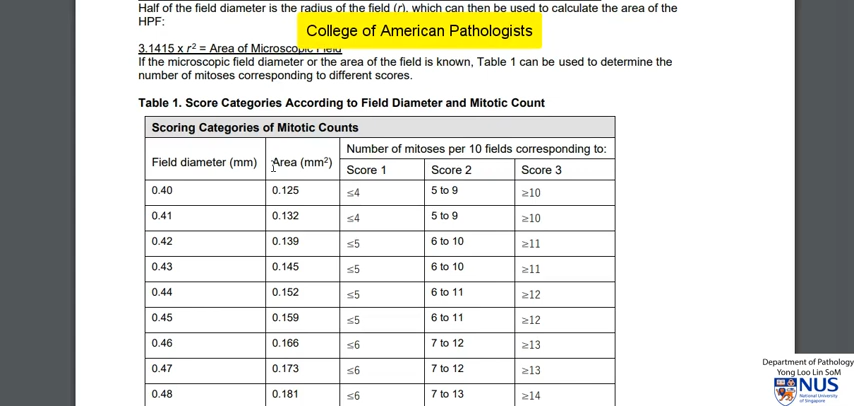 Half of the field diameter is the radius of the field (r), which can then be used to calculate the area of the
HPF:
College of American Pathologists
3.1415 x r² = Area of Microscopic Field
If the microscopic field diameter or the area of the field is known, Table 1 can be used to determine the
number of mitoses corresponding to different scores.
Table 1. Score Categories According to Field Diameter and Mitotic Count
Scoring Categories of Mitotic Counts
Field diameter (mm) Area (mm²) Number of mitoses per 10 fields corresponding to:
Score 1 Score 2 Score 3
0.40 0.125 ≤4 5 to 9 ≥10
0.41 0.132 ≤4 5 to 9 ≥10
0.42 0.139 ≤5 6 to 10 ≥11
0.43 0.145 ≤5 6 to 10 ≥11
0.44 0.152 ≤5 6 to 11 ≥12
0.45 0.159 ≤5 6 to 11 ≥12
0.46 0.166 ≤6 7 to 12 ≥13
0.47 0.173 ≤6 7 to 12 ≥13
0.48 0.181 ≤6 7 to 13 ≥14
Department of Pathology
Yong Loo Lin SoM
NUS
National University
of Singapore